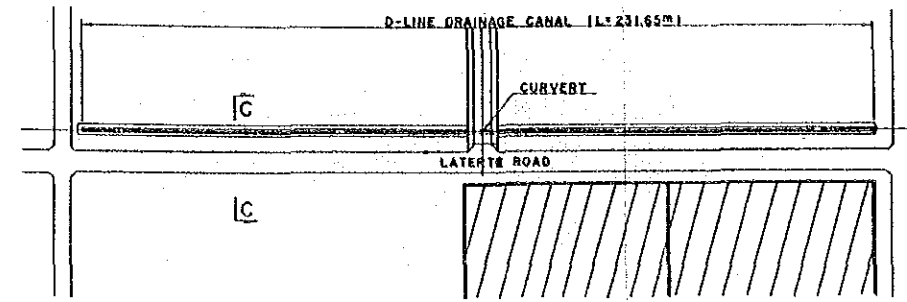 D-LINE DRAINAGE CANAL (L=231.65m)
C
CURVERT
LATERTE ROAD
C